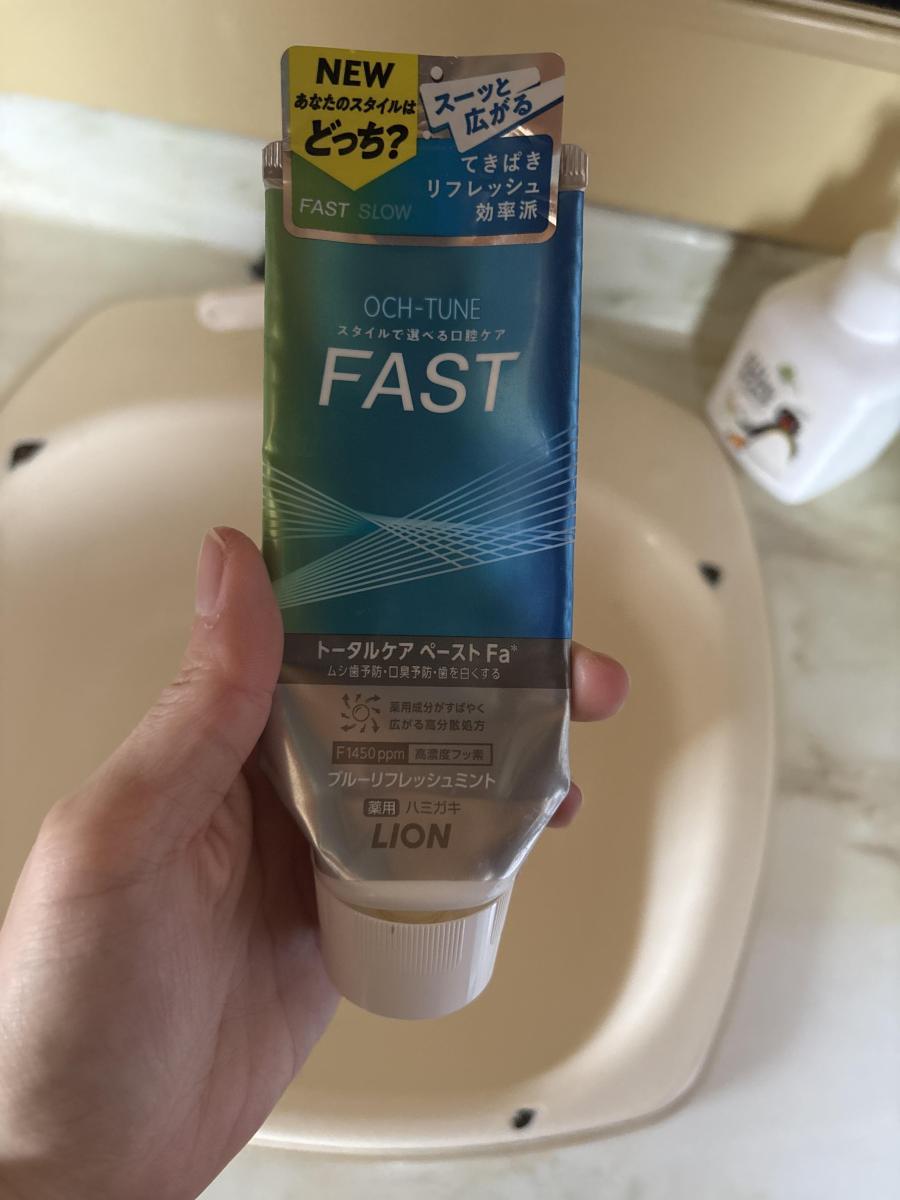 NEW
あなたのスタイルは
どっち?
スーッと
広がる
てきぱき
リフレッシュ
効率派
FAST SLOW
OCH-TUNE
スタイルで選べる口腔ケア
FAST
トータルケア ペースト Fa*
ムシ歯予防・口臭予防・歯を白くする
薬用成分がすばやく
広がる高分散処方
F1450ppm 高濃度フッ素
ブルーリフレッシュミント
薬用 ハミガキ
LION